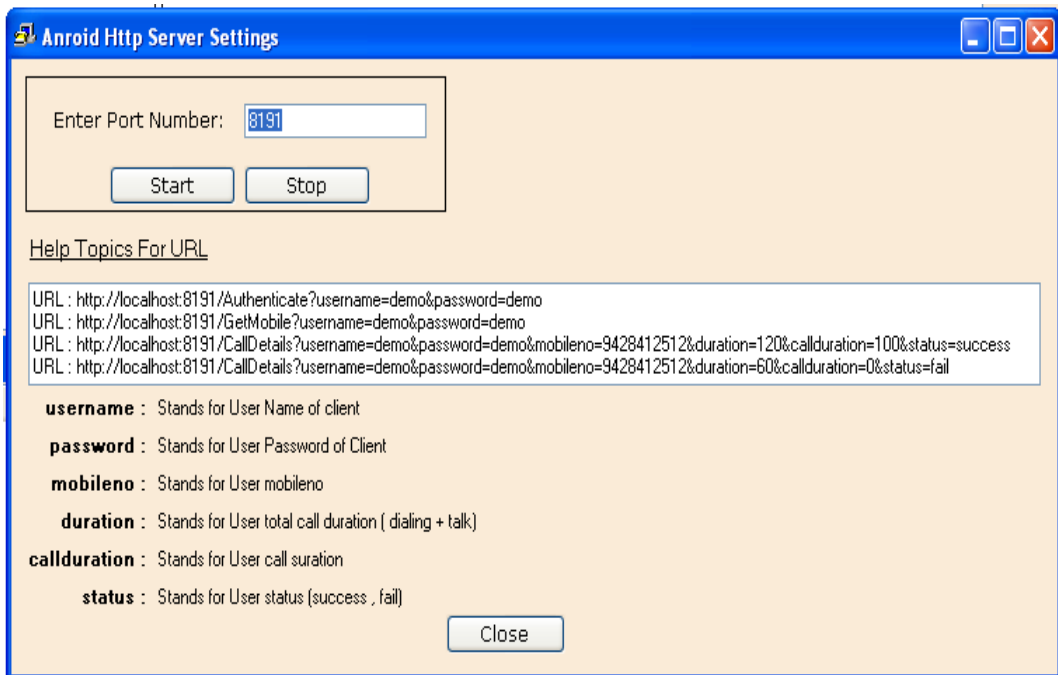 Anroid Http Server Settings
Enter Port Number: 8191
Start Stop
Help Topics For URL
URL : http://localhost:8191/Authenticate?username=demo&password=demo
URL : http://localhost:8191/GetMobile?username=demo&password=demo
URL : http://localhost:8191/CallDetails?username=demo&password=demo&mobileno=9428412512&duration=120&callduration=100&status=success
URL : http://localhost:8191/CallDetails?username=demo&password=demo&mobileno=9428412512&duration=60&callduration=0&status=fail
username : Stands for User Name of client
password : Stands for User Password of Client
mobileno : Stands for User mobileno
duration : Stands for User total call duration ( dialing + talk)
callduration : Stands for User call suration
status : Stands for User status (success , fail)
Close